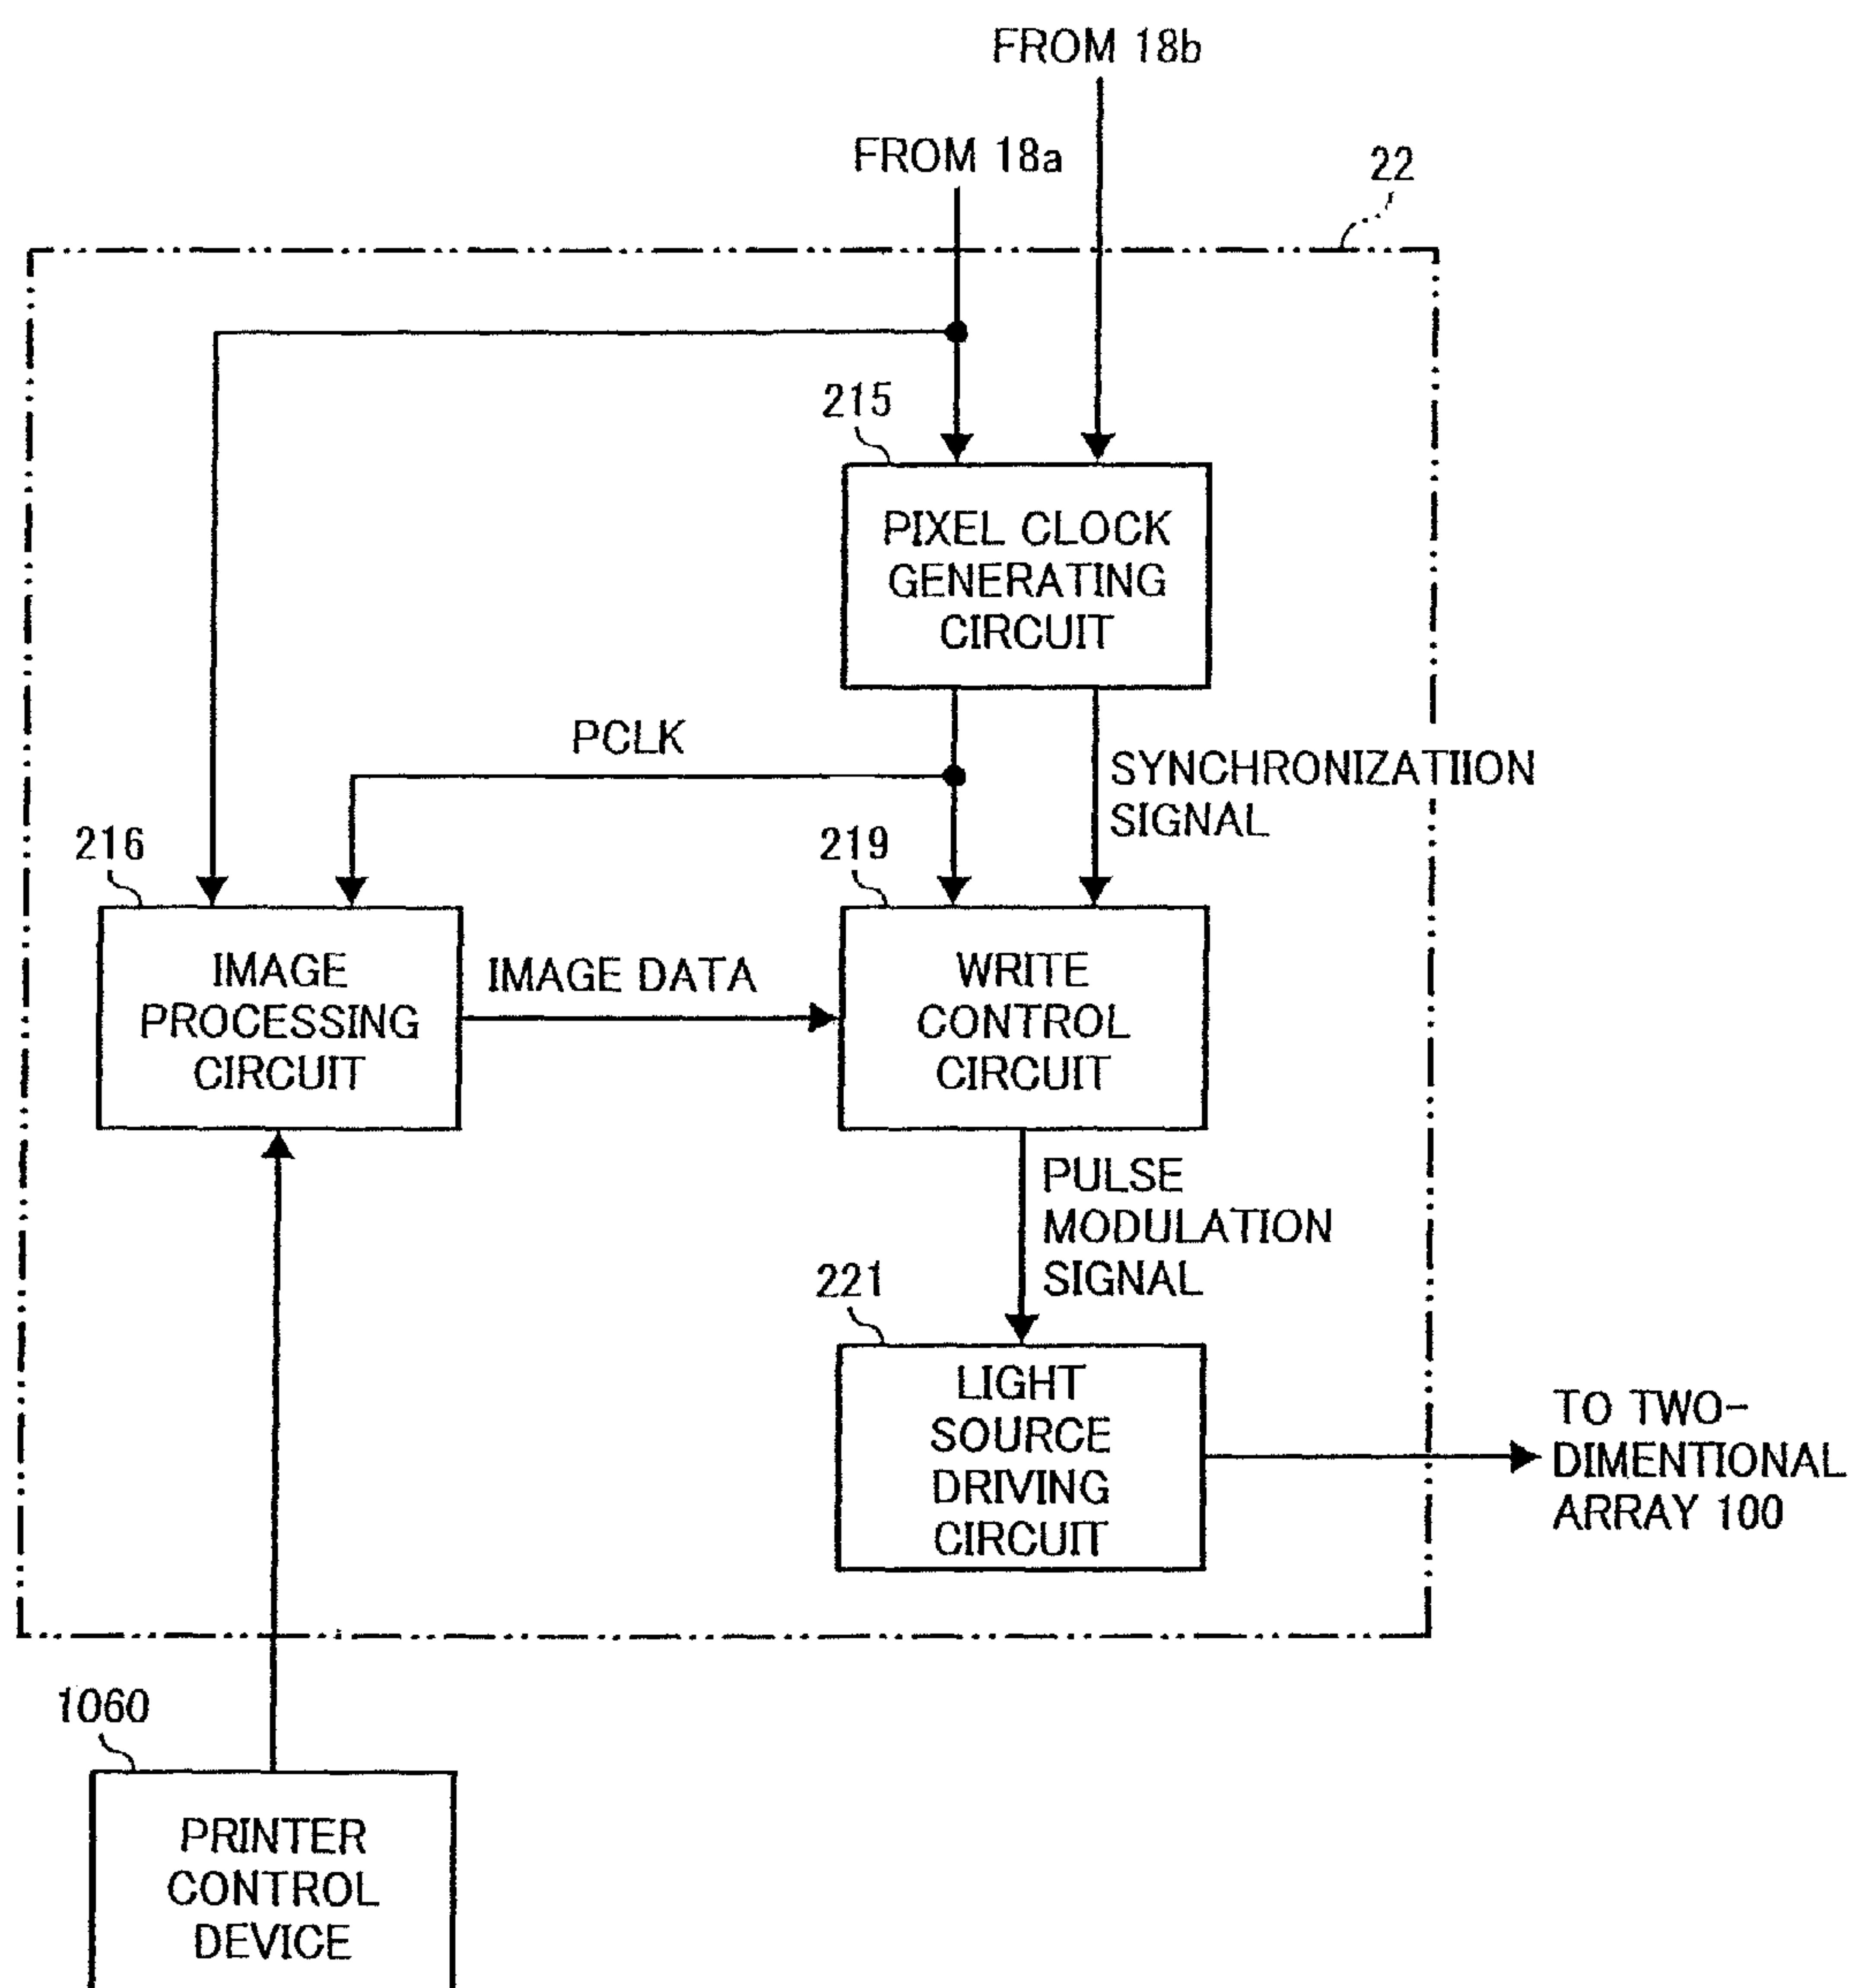 FROM 18b
FROM 18a
22
215
PIXEL CLOCK
GENERATING
CIRCUIT
PCLK
SYNCHRONIZATIION
SIGNAL
216
219
IMAGE
PROCESSING
CIRCUIT
IMAGE DATA
WRITE
CONTROL
CIRCUIT
PULSE
MODULATION
SIGNAL
221
LIGHT
SOURCE
DRIVING
CIRCUIT
TO TWO-
DIMENTIONAL
ARRAY 100
1060
PRINTER
CONTROL
DEVICE